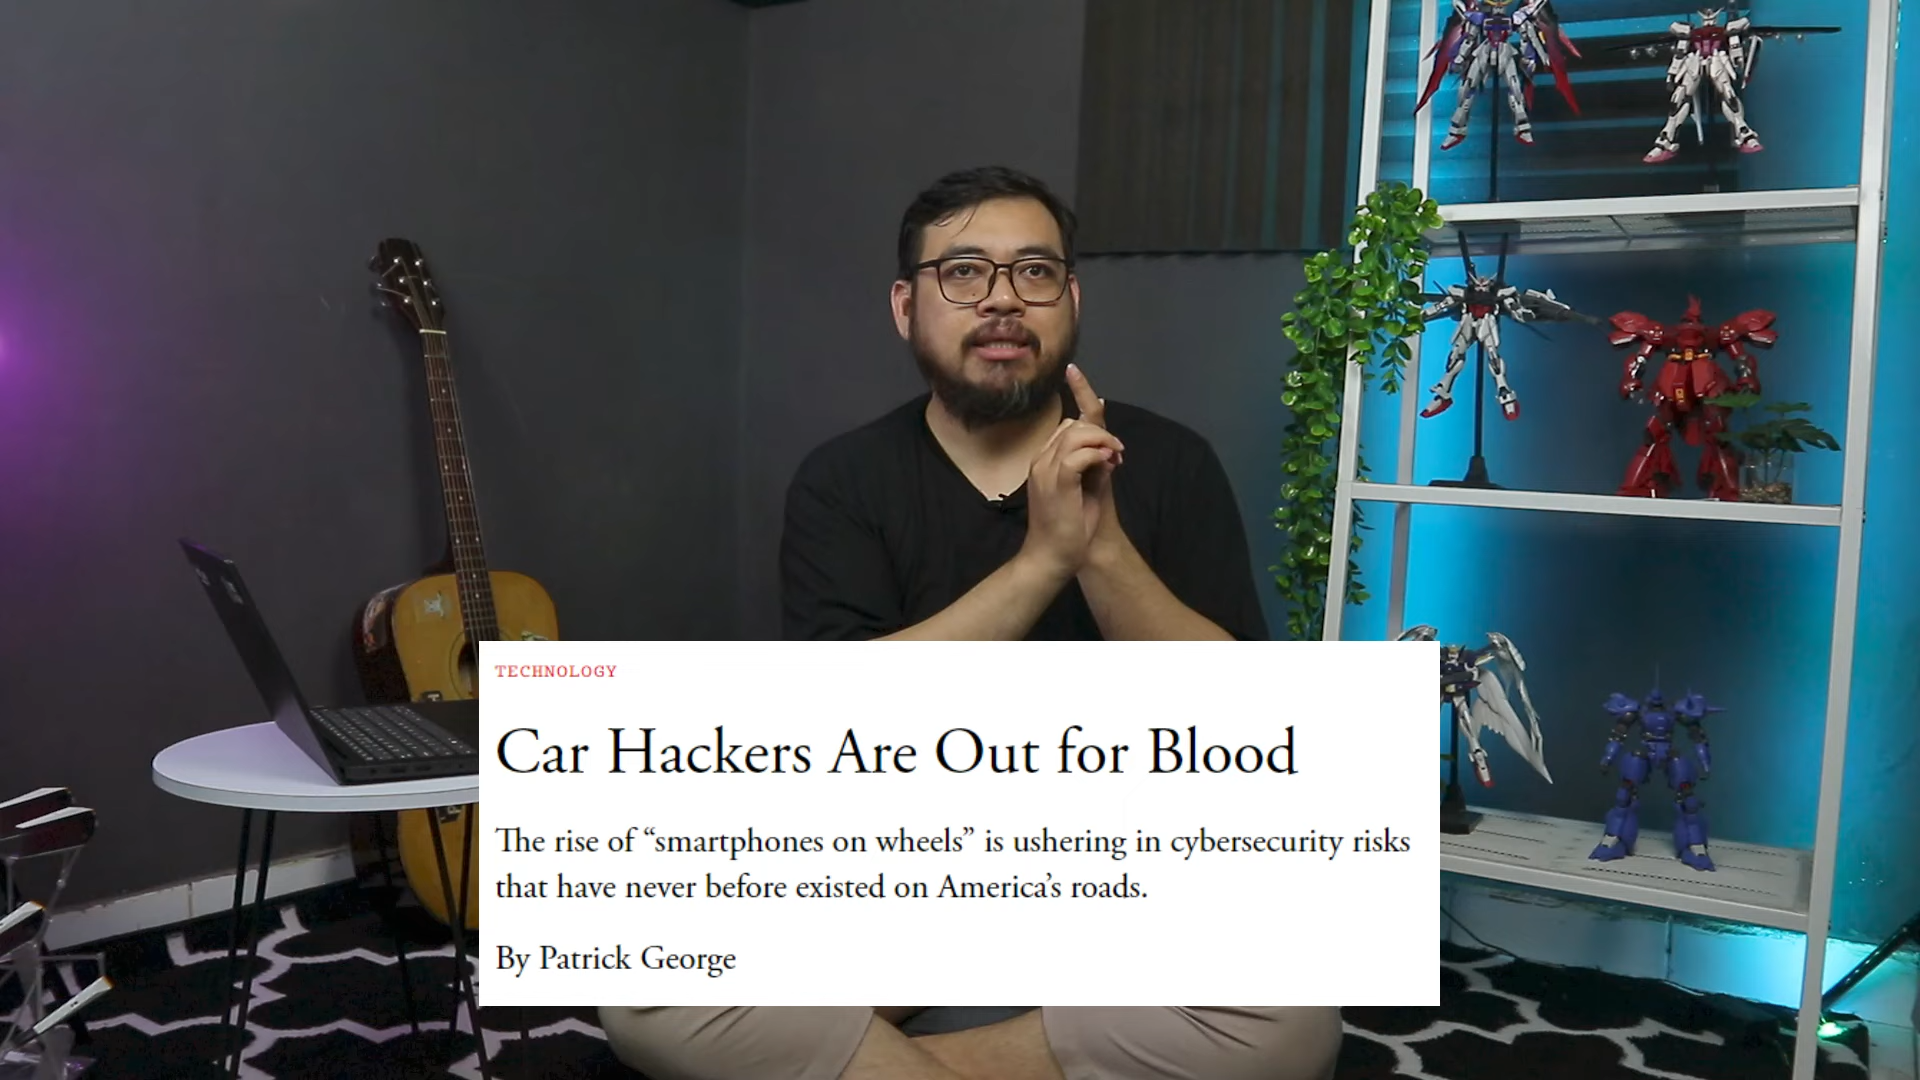 TECHNOLOGY
Car Hackers Are Out for Blood
The rise of “smartphones on wheels” is ushering in cybersecurity risks
that have never before existed on America’s roads.
By Patrick George